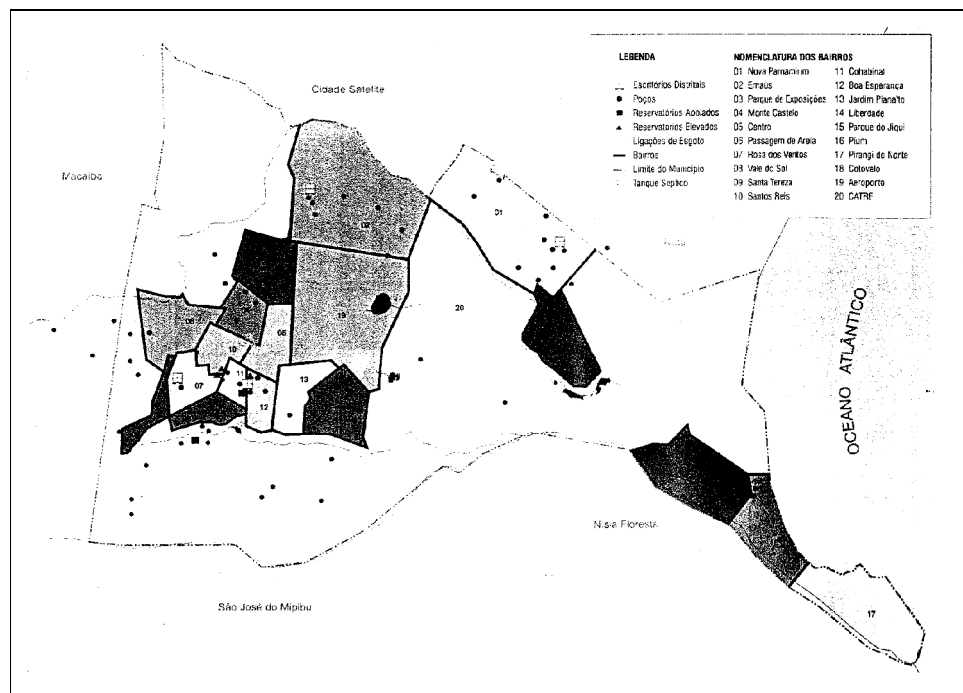 LEGENDA
Escritórios Distritais
Poços
Reservatórios Apoiados
Reservatórios Elevados
Ligações de Esgoto
Bairros
Limite do Município
Tanque Séptico
NOMENCLATURA DOS BAIRROS
01 Nova Parnamirim
02 Emaús
03 Parque de Exposições
04 Monte Castelo
05 Centro
06 Passagem de Areia
07 Rosa dos Ventos
08 Vale do Sol
09 Santa Tereza
10 Santos Reis
11 Cohabinal
12 Boa Esperança
13 Jardim Planalto
14 Liberdade
15 Parque do Jiqui
16 Pium
17 Pirangi do Norte
18 Cotovelo
19 Aeroporto
20 CATRE
Cidade Satélite
Macaíba
01
02
19
20
05
10
07
11
13
12
OCEANO ATLÂNTICO
Nísia Floresta
São José do Mipibu
17